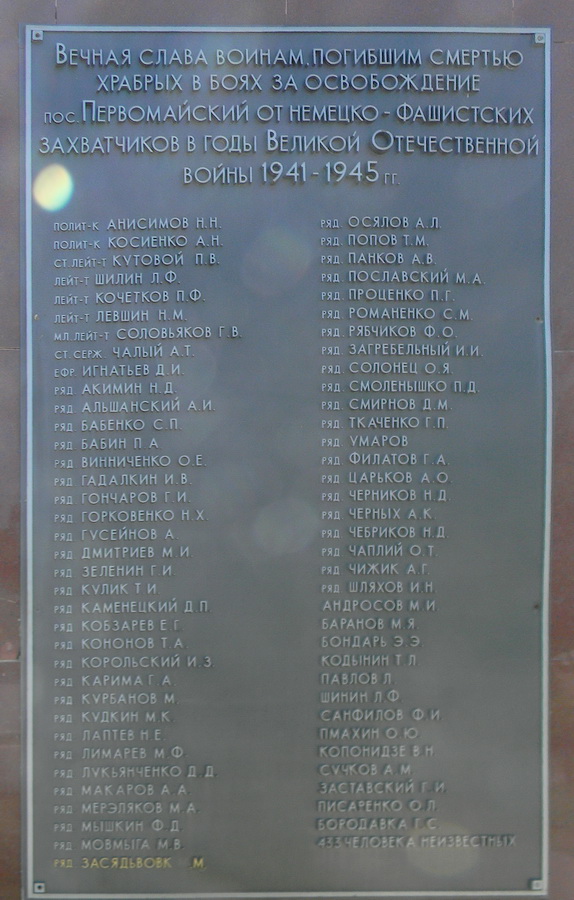 Вечная слава воинам, погибшим смертью
храбрых в боях за освобождение
пос. Первомайский от немецко-фашистских
захватчиков в годы Великой Отечественной
войны 1941-1945 гг.
полит-к Анисимов Н.Н.
полит-к Косиенко А.Н.
ст. лейт-т Кутовой П.В.
лейт-т Шилин Л.Ф.
лейт-т Кочетков П.Ф.
лейт-т Левшин Н.М.
мл. лейт-т Соловьяков Г.В.
ст. серж. Чалый А.Т.
ефр. Игнатьев Д.И.
ряд Акимин Н.Д.
ряд Альшанский А.И.
ряд Бабенко С.П.
ряд Бабин П.А
ряд Винниченко О.Е.
ряд Гадалкин И.В.
ряд Гончаров Г.И.
ряд Горковенко Н.Х.
ряд Гусейнов А.
ряд Дмитриев М.И
ряд Зеленин Г.И.
ряд Кулик Т.И
ряд Каменецкий Д.П
ряд Кобзарев Е.Г
ряд Кононов Т.А.
ряд Корольский И.З.
ряд Карима Г.А.
ряд Курбанов М.
ряд Кудкин М.К
ряд Лаптев Н.Е.
ряд Лимарев М.Ф.
ряд Лукьянченко Д.Д.
ряд Макаров А.А.
ряд Мерзляков М.А.
ряд Мышкин Ф.Д.
ряд Мовмыга М.В.
ряд Засядьвовк М.
ряд. Осялов А.Л.
ряд. Попов Т.М.
ряд. Панков А.В.
ряд. Пославский М.А.
ряд. Проценко П.Г.
ряд. Романенко С.М.
ряд. Рябчиков Ф.О.
ряд. Загребельный И.И.
ряд. Солонец О.Я.
ряд. Смоленышко П.Д.
ряд. Смирнов Д.М.
ряд. Ткаченко Г.П.
ряд. Умаров
ряд. Филатов Г.А.
ряд. Царьков А.О.
ряд. Черников Н.Д.
ряд. Черных А.К.
ряд. Чебриков Н.Д.
ряд. Чаплий О.Т.
ряд. Чижик А.Г.
ряд. Шляхов И.Н.
Андросов М.И.
Баранов М.Я.
Бондарь Э.Э.
Кодынин Т.Л.
Павлов Л.
Шинин Л.Ф.
Санфилов Ф.И.
Пмахин О.Ю
Копонидзе В.Н.
Сучков А.М
Заставский Г.И.
Писаренко О.Л.
Бородавка Г.С.
433 человека неизвестных